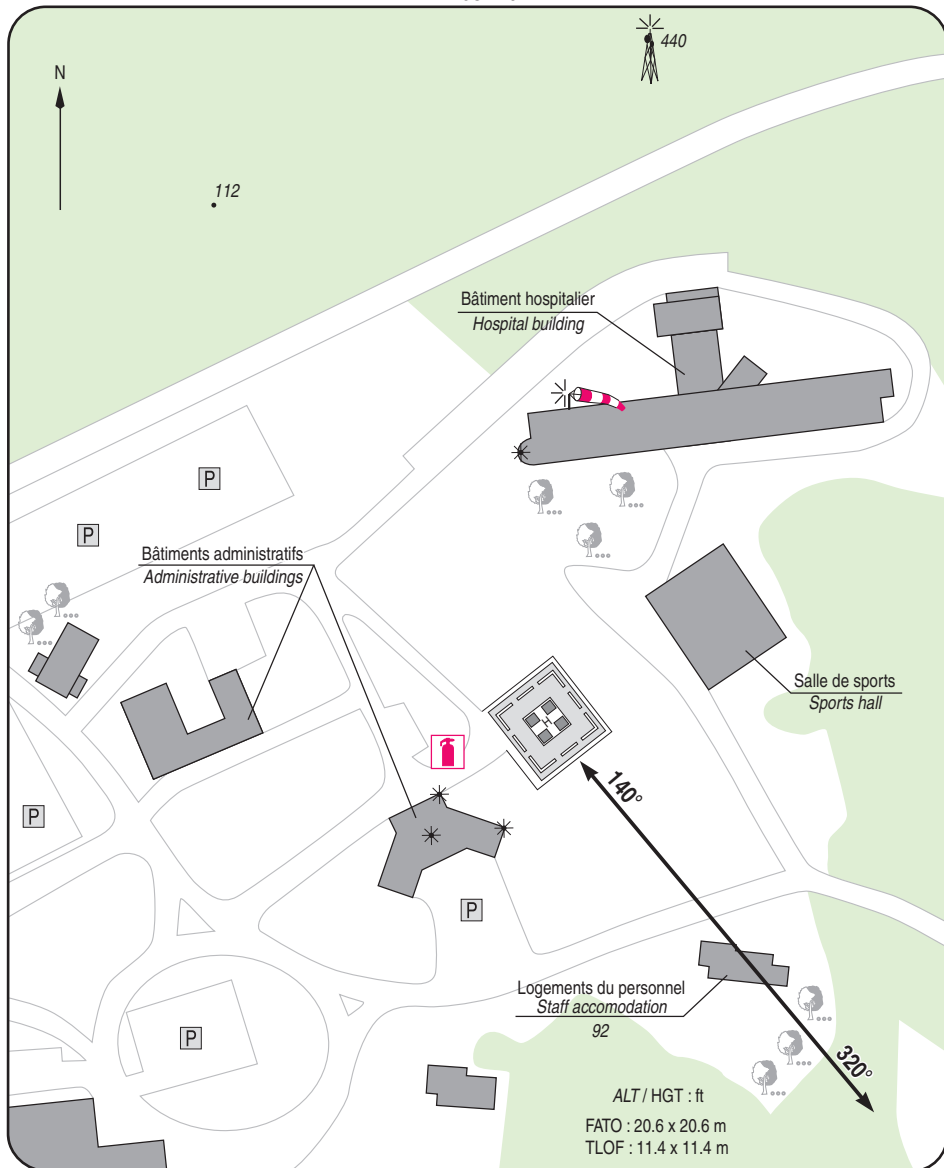 440
N
112
Bâtiment hospitalier
Hospital building
P
P
Bâtiments administratifs
Administrative buildings
Salle de sports
Sports hall
H
140°
P
P
Logements du personnel
Staff accomodation
92
P
320°
ALT / HGT : ft
FATO : 20.6 x 20.6 m
TLOF : 11.4 x 11.4 m